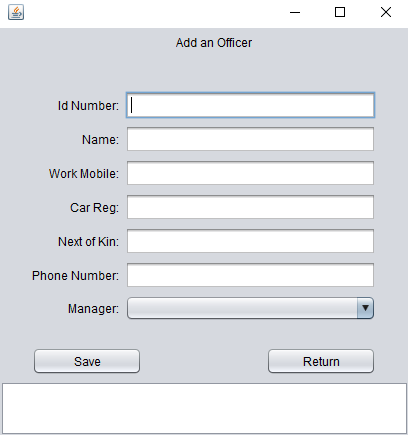 Add an Officer
Id Number:
Name:
Work Mobile:
Car Reg:
Next of Kin:
Phone Number:
Manager:
Save Return